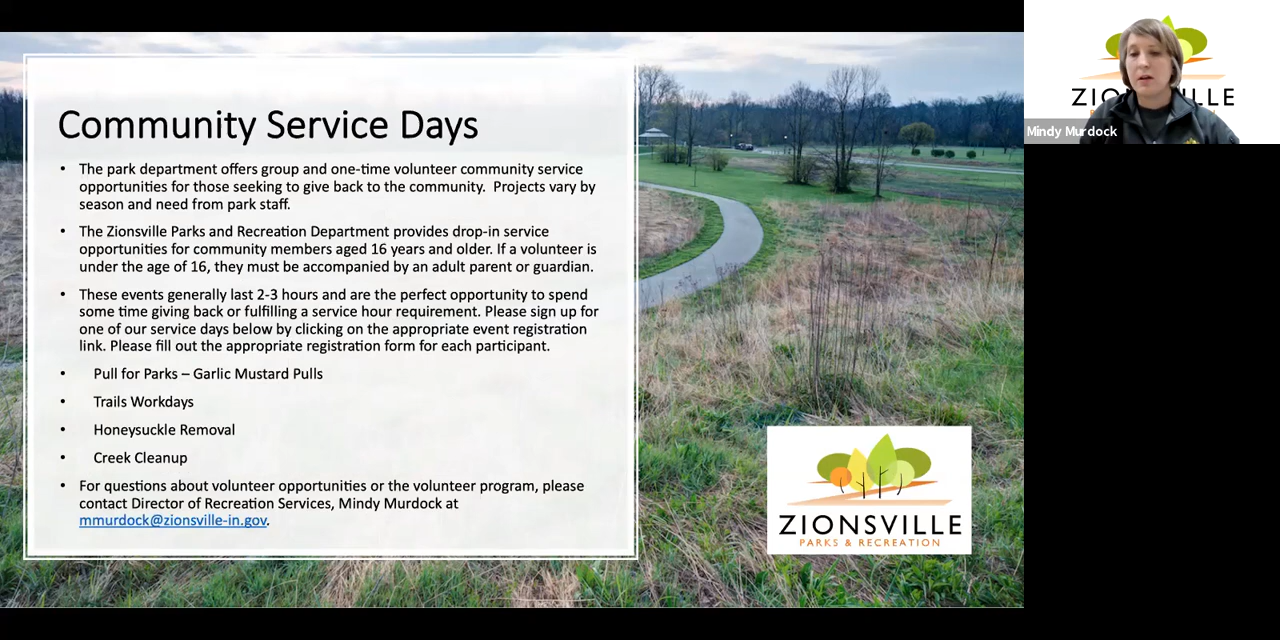 Community Service Days
• The park department offers group and one-time volunteer community service
opportunities for those seeking to give back to the community.  Projects vary by
season and need from park staff.
• The Zionsville Parks and Recreation Department provides drop-in service
opportunities for community members aged 16 years and older. If a volunteer is
under the age of 16, they must be accompanied by an adult parent or guardian.
• These events generally last 2-3 hours and are the perfect opportunity to spend
some time giving back or fulfilling a service hour requirement. Please sign up for
one of our service days below by clicking on the appropriate event registration
link. Please fill out the appropriate registration form for each participant.
• Pull for Parks – Garlic Mustard Pulls
• Trails Workdays
• Honeysuckle Removal
• Creek Cleanup
• For questions about volunteer opportunities or the volunteer program, please
contact Director of Recreation Services, Mindy Murdock at
mmurdock@zionsville-in.gov.
ZIONSVILLE
PARKS & RECREATION
Mindy Murdock